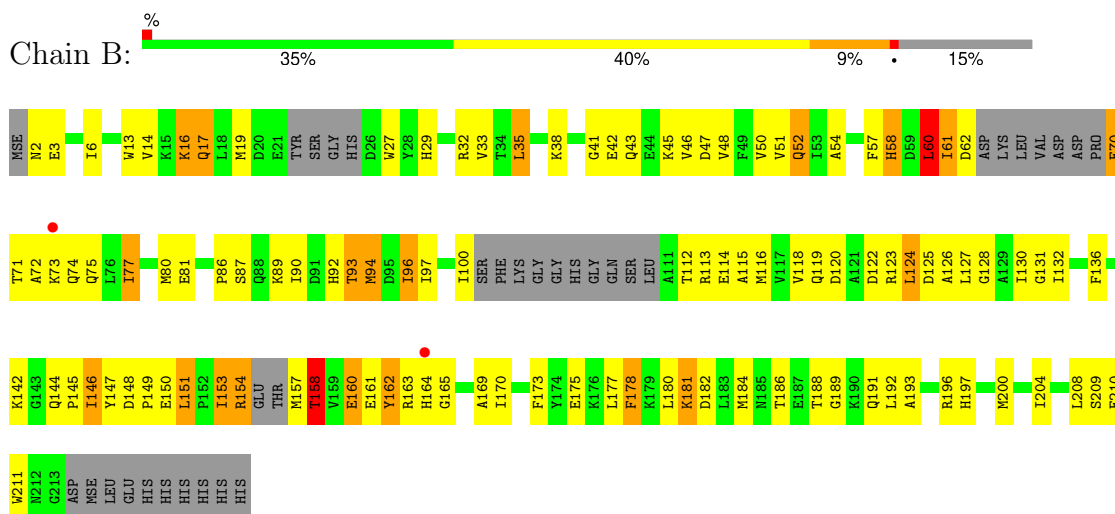 %
Chain B: 35% 40% 9% • 15%
MSE N2 E3 I6 W13 V14 K15 K16 Q17 L18 M19 D20 E21 TYR SER GLY HIS D26 W27 Y28 H29 R32 V33 T34 L35 K38 G41 E42 Q43 E44 K45 V46 D47 V48 F49 V50 V51 Q52 I53 A54 F57 H58 D59 L60 I61 D62 ASP LYS LEU VAL ASP ASP PRO E70
T71 A72 K73 Q74 Q75 L76 I77 M80 E81 P86 S87 Q88 K89 I90 D91 H92 T93 M94 D95 I96 I97 I100 SER PHE LYS GLY GLY HIS GLY GLN SER LEU A111 T112 R113 E114 A115 M116 V117 V118 Q119 D120 A121 D122 R123 L124 D125 A126 L127 G128 A129 I130 G131 I132 F136
K142 G143 Q144 P145 I146 Y147 D148 P149 E150 L151 P152 I153 R154 GLU THR M157 T158 V159 E160 E161 Y162 R163 H164 G165 A169 I170 F173 Y174 E175 K176 L177 F178 K179 L180 K181 D182 L183 M184 N185 T186 E187 T188 G189 K190 Q191 L192 A193 R196 H197 M200 I204 L208 S209 E210
W211 N212 G213 ASP MSE LEU GLU HIS HIS HIS HIS HIS HIS